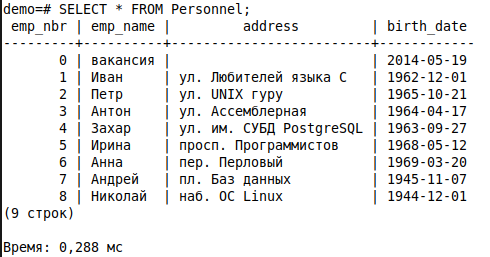 demo=# SELECT * FROM Personnel;
 emp_nbr | emp_name |         address         | birth_date
---------+----------+-------------------------+------------
       0 | вакансия |                         | 2014-05-19
       1 | Иван     | ул. Любителей языка C   | 1962-12-01
       2 | Петр     | ул. UNIX гуру           | 1965-10-21
       3 | Антон    | ул. Ассемблерная        | 1964-04-17
       4 | Захар    | ул. им. СУБД PostgreSQL | 1963-09-27
       5 | Ирина    | просп. Программистов    | 1968-05-12
       6 | Анна     | пер. Перловый           | 1969-03-20
       7 | Андрей   | пл. Баз данных          | 1945-11-07
       8 | Николай  | наб. ОС Linux           | 1944-12-01
(9 строк)

Время: 0,288 мс